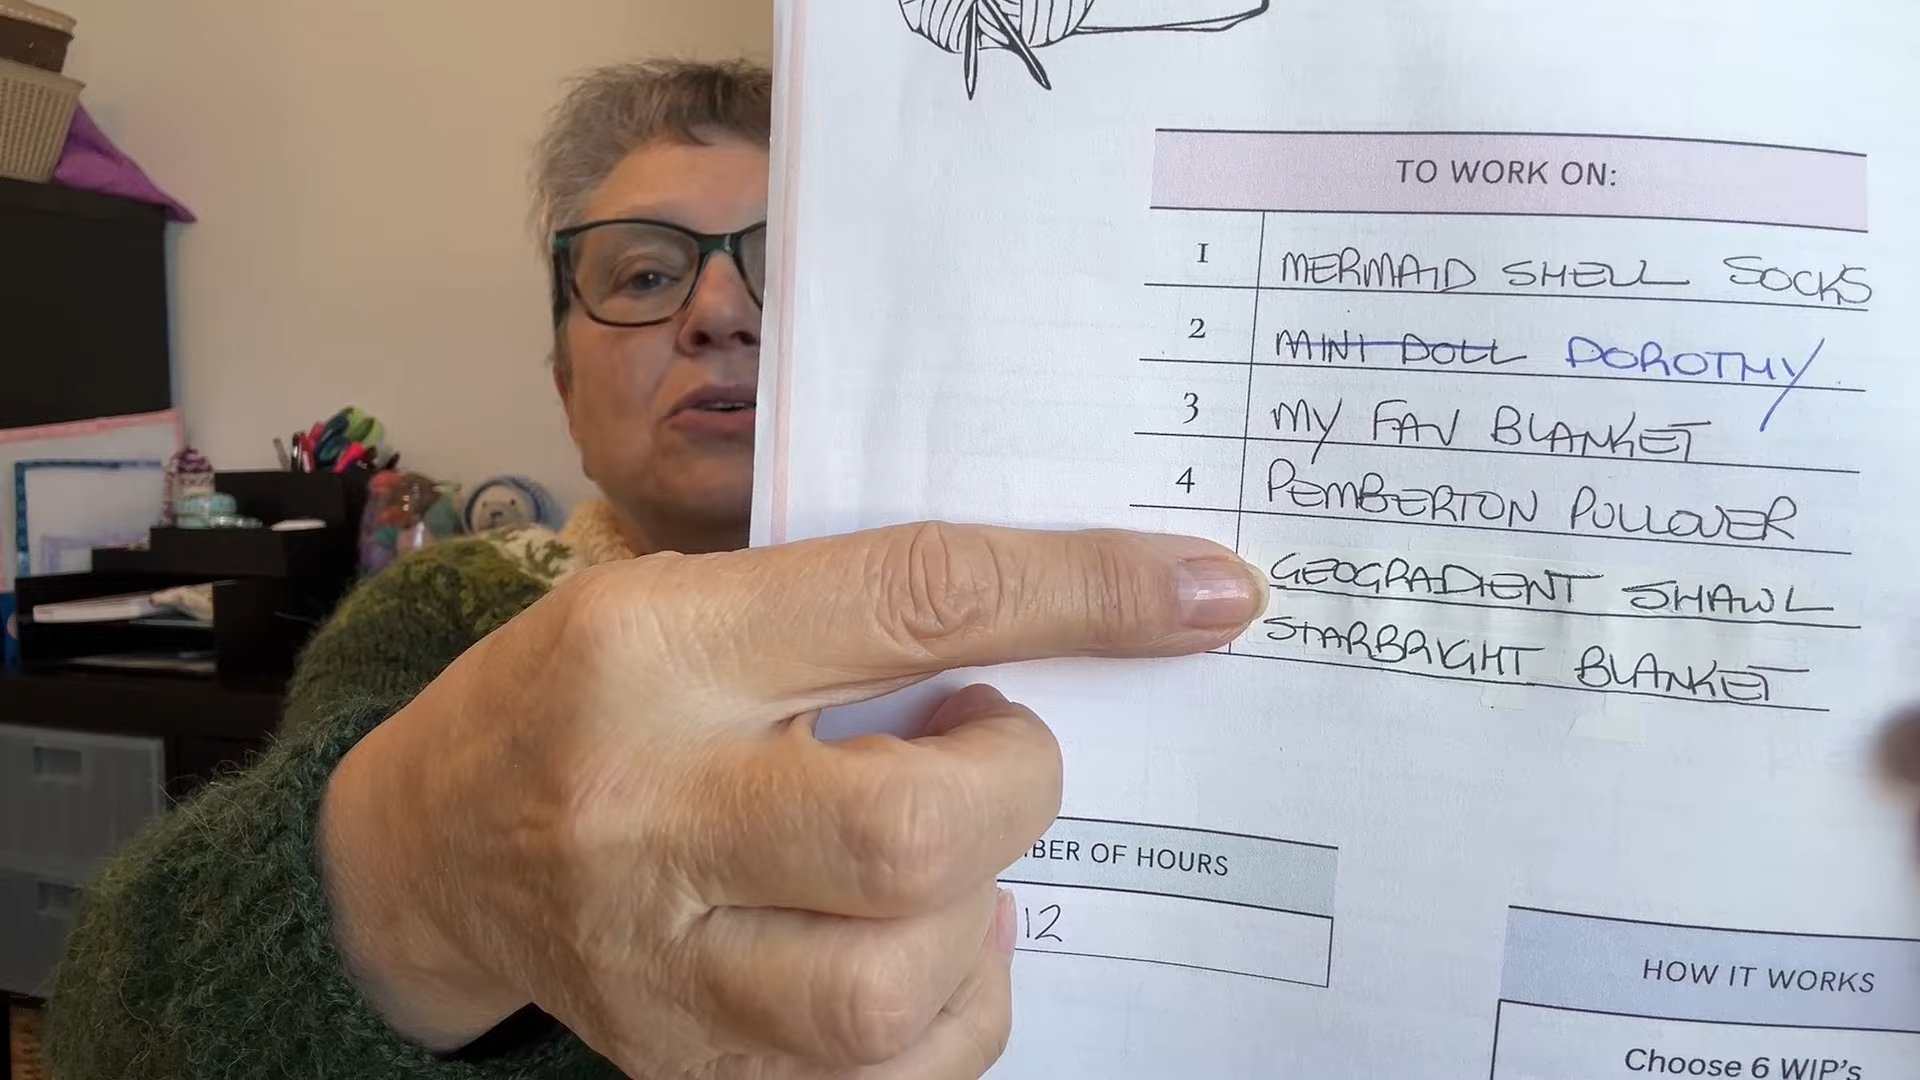 TO WORK ON:
1 MERMAID SHELL SOCKS
2 MINI DOLL DOROTHY
3 MY FAV BLANKET
4 PEMBERTON PULLOVER
GEOGRADIENT SHAWL
STARBRIGHT BLANKET
BER OF HOURS
12
HOW IT WORKS
Choose 6 WIP's